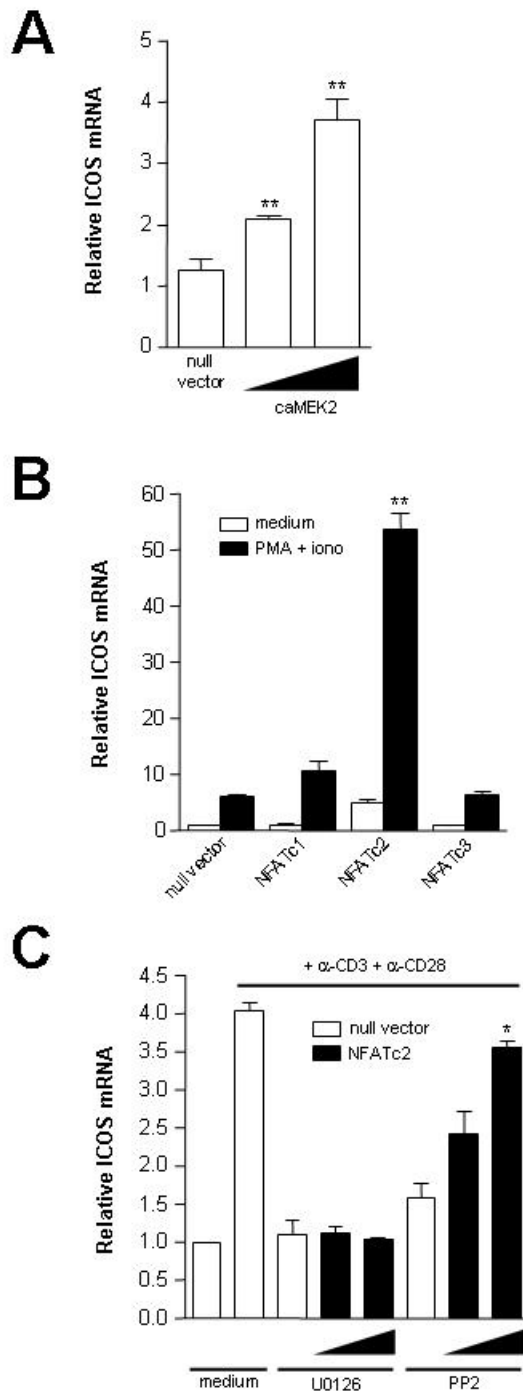 A
Relative ICOS mRNA
5
4
3
2
1
0
**
**
null
vector
caMEK2
B
Relative ICOS mRNA
60
50
40
30
20
10
0
medium
PMA + iono
**
null vector
NFATc1
NFATc2
NFATc3
C
+ α-CD3 + α-CD28
Relative ICOS mRNA
4.5
4.0
3.5
3.0
2.5
2.0
1.5
1.0
0.5
0.0
null vector
NFATc2
*
medium
U0126
PP2